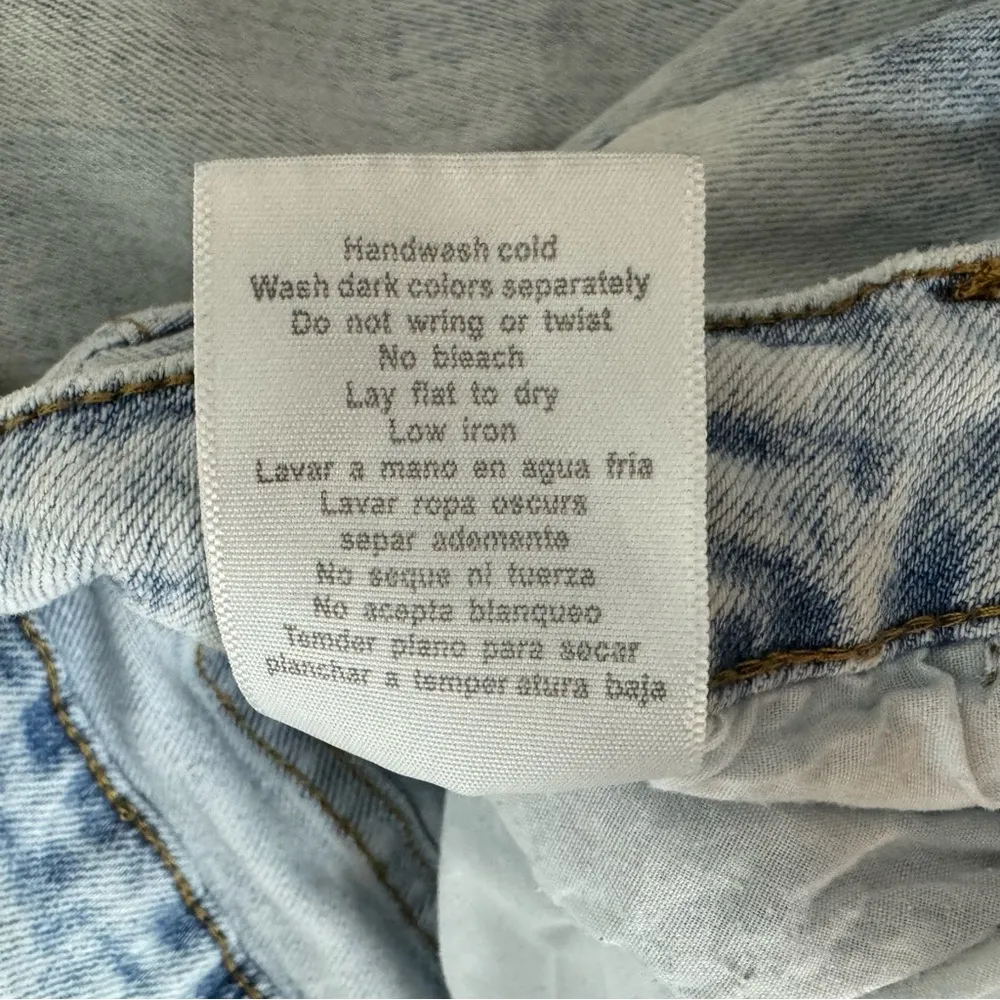 Handwash cold
Wash dark colors separately
Do not wring or twist
No bleach
Lay flat to dry
Low iron
Lavar a mano en agua fria
Lavar ropa oscura
separ ademante
No seque ni tuerza
No acepta blanqueo
Temder plano para secar
planchar a temper atura baja